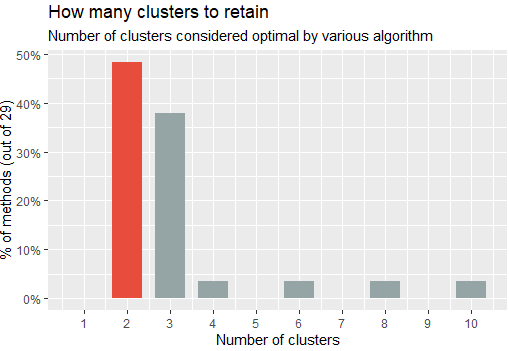 How many clusters to retain
Number of clusters considered optimal by various algorithm
% of methods (out of 29)
50%
40%
30%
20%
10%
0%
1 2 3 4 5 6 7 8 9 10
Number of clusters